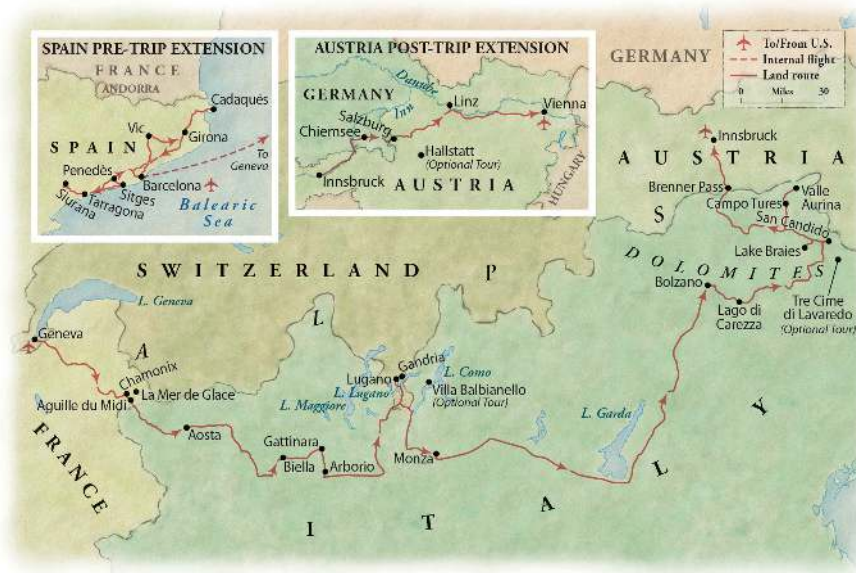 SPAIN PRE-TRIP EXTENSION
FRANCE
ANDORRA
Cadaqués
Vic
Girona
SPAIN
Penedès
To
Geneva
Barcelona
Siurana
Sitges
Tarragona
Balearic
Sea
AUSTRIA POST-TRIP EXTENSION
Danube
GERMANY
Inn
Linz
Vienna
Salzburg
Chiemsee
Hallstatt
(Optional Tour)
Innsbruck
AUSTRIA
HUNGARY
GERMANY
To/From U.S.
Internal flight
Land route
0 Miles 30
Innsbruck
AUSTRIA
Brenner Pass
Valle
Aurina
Campo Tures
San Candido
Lake Braies
DOLOMITES
Bolzano
Lago di
Carezza
Tre Cime
di Lavaredo
(Optional Tour)
SWITZERLAND
ALPS
L. Geneva
Geneva
Chamonix
La Mer de Glace
Aguille du Midi
Lugano
Gandria
L. Como
L. Lugano
Villa Balbianello
(Optional Tour)
L. Maggiore
L. Garda
Aosta
Gattinara
Biella
Arborio
Monza
FRANCE
ITALY